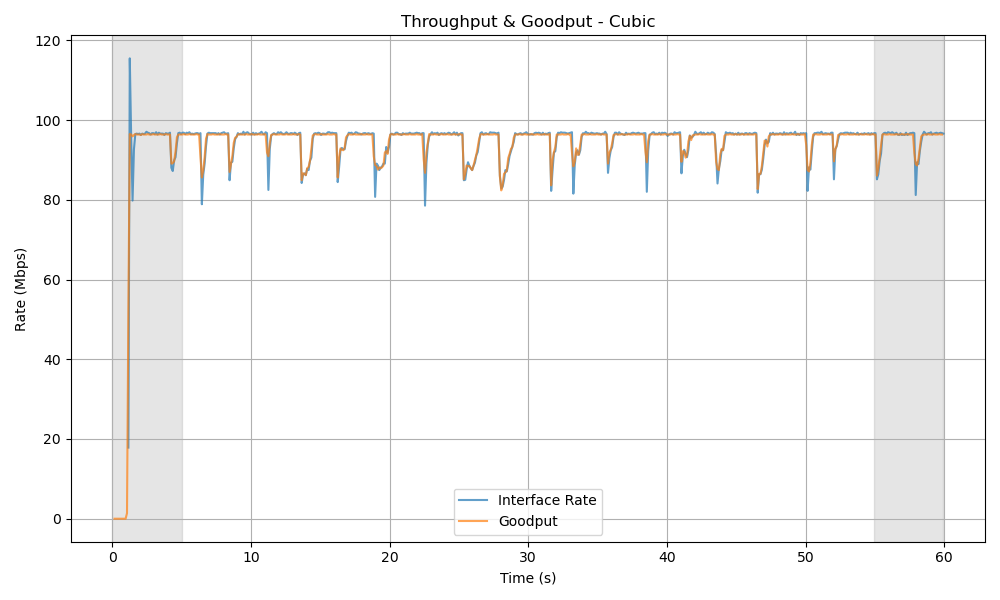 Throughput & Goodput - Cubic
Rate (Mbps)
120
100
80
60
40
20
0
Interface Rate
Goodput
0 10 20 30 40 50 60
Time (s)